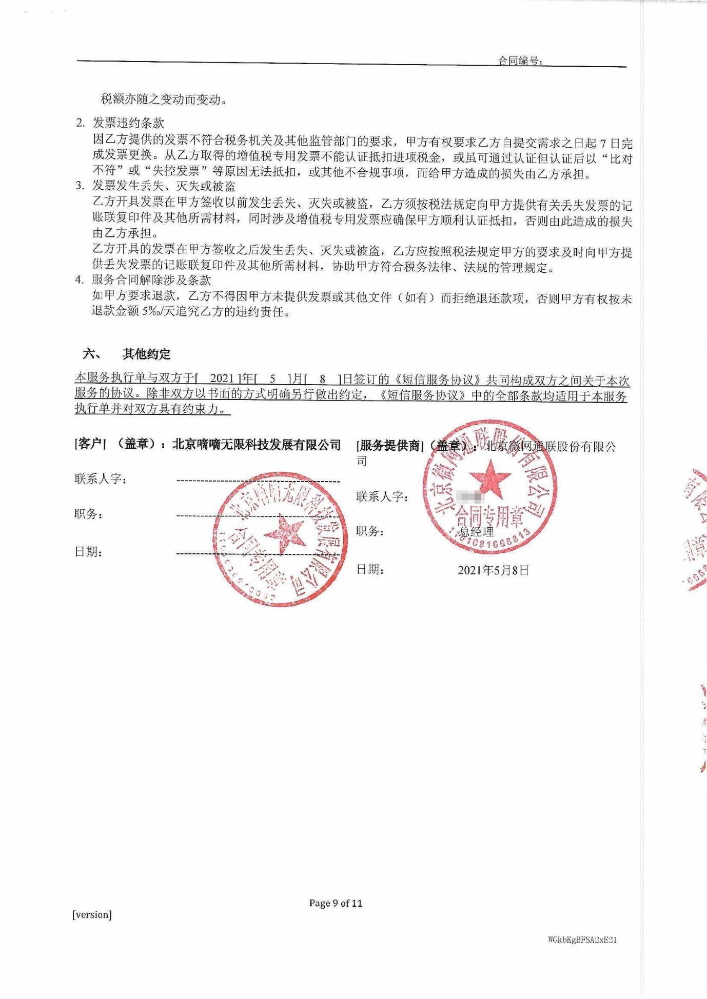 合同编号:
税额亦随之变动而变动。
2. 发票违约条款
因乙方提供的发票不符合税务机关及其他监管部门的要求，甲方有权要求乙方自提交需求之日起 7 日完
成发票更换。从乙方取得的增值税专用发票不能认证抵扣进项税金，或虽可通过认证但认证后以“比对
不符”或“失控发票”等原因无法抵扣，或其他不合规事项，而给甲方造成的损失由乙方承担。
3. 发票发生丢失、灭失或被盗
乙方开具发票在甲方签收以前发生丢失、灭失或被盗，乙方须按税法规定向甲方提供有关丢失发票的记
账联复印件及其他所需材料，同时涉及增值税专用发票应确保甲方顺利认证抵扣，否则由此造成的损失
由乙方承担。
乙方开具的发票在甲方签收之后发生丢失、灭失或被盗，乙方应按照税法规定甲方的要求及时向甲方提
供丢失发票的记账联复印件及其他所需材料，协助甲方符合税务法律、法规的管理规定。
4. 服务合同解除涉及条款
如甲方要求退款，乙方不得因甲方未提供发票或其他文件（如有）而拒绝退还款项，否则甲方有权按未
退款金额 5‰/天追究乙方的违约责任。
六、 其他约定
本服务执行单与双方于[ 2021 ]年[ 5 ]月[ 8 ]日签订的《短信服务协议》共同构成双方之间关于本次
服务的协议。除非双方以书面的方式明确另行做出约定，《短信服务协议》中的全部条款均适用于本服务
执行单并对双方具有约束力。
[客户] （盖章）: 北京嘀嘀无限科技发展有限公司
联系人字:
职务:
日期:
北京嘀嘀无限科技发展有限公司
合同专用章
[服务提供商]（盖章）: 北京微网通联股份有限公
司
联系人字:
职务: 总经理
日期: 2021年5月8日
北京微网通联股份有限公司
合同专用章
1101081668813
Page 9 of 11
[version]
WGkbKgBFSA2xE21